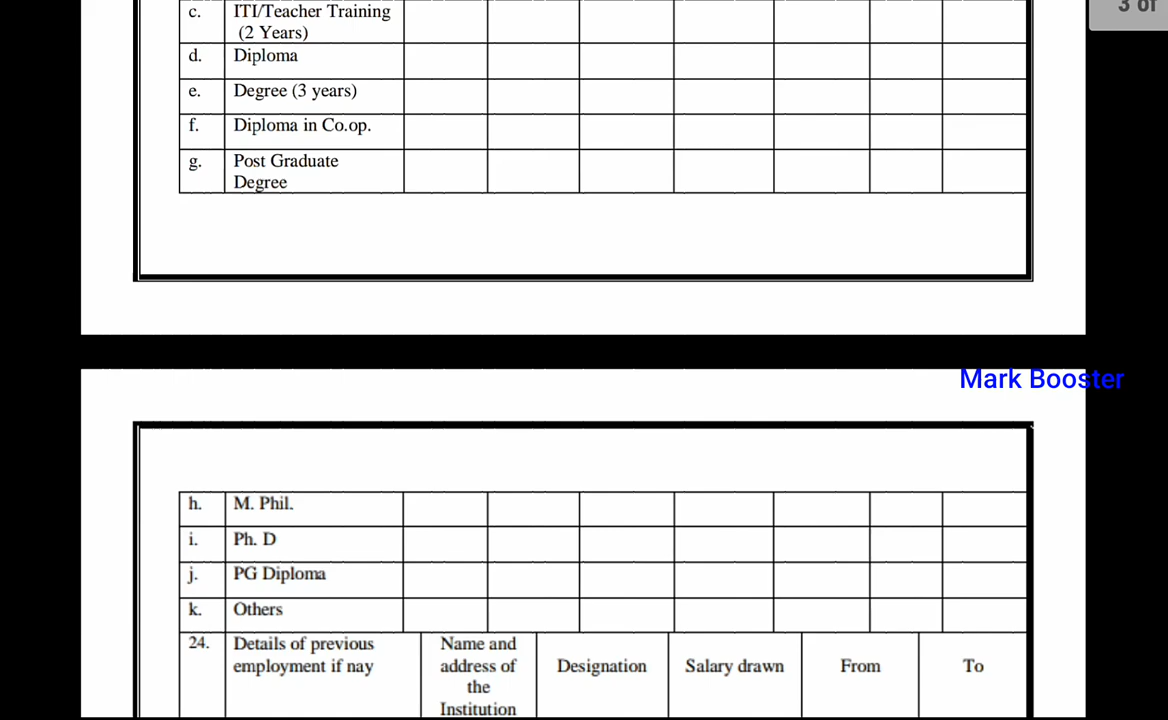 3 of
c. ITI/Teacher Training
(2 Years)
d. Diploma
e. Degree (3 years)
f. Diploma in Co.op.
g. Post Graduate
Degree
Mark Booster
h. M. Phil.
i. Ph. D
j. PG Diploma
k. Others
24. Details of previous
employment if nay
Name and
address of
the
Institution
Designation
Salary drawn
From
To